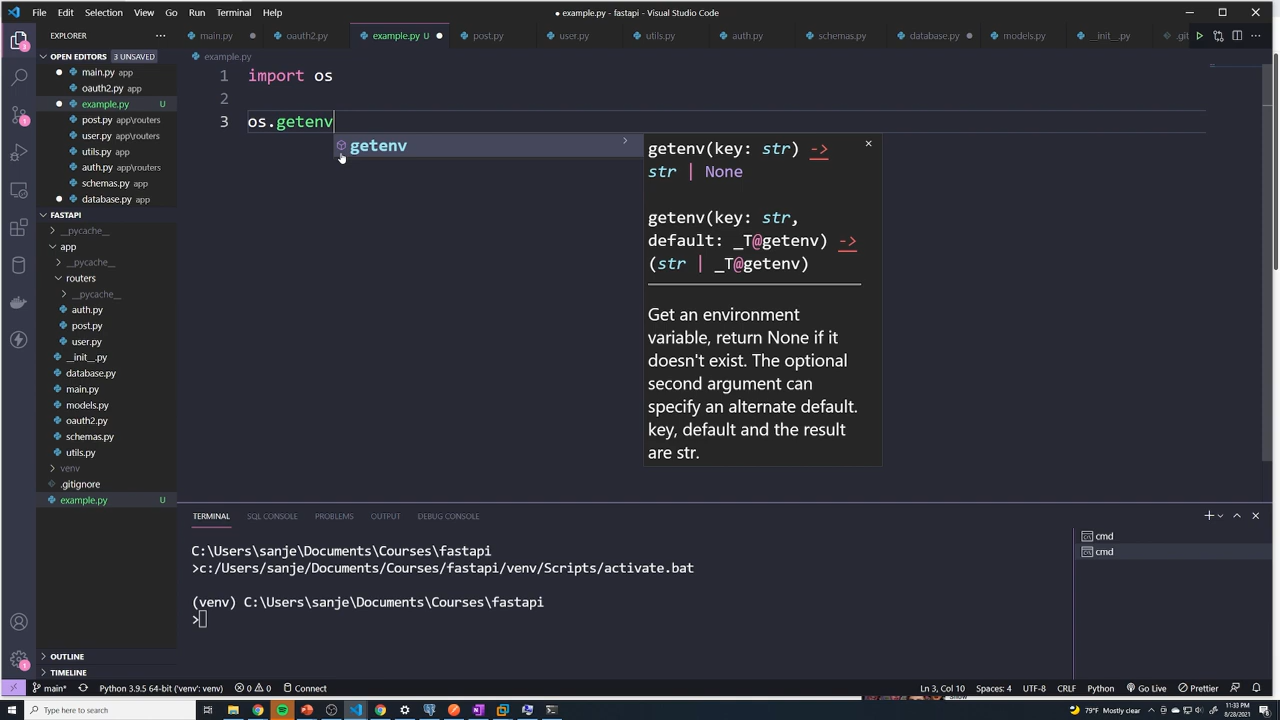 File Edit Selection View Go Run Terminal Help
● example.py - fastapi - Visual Studio Code
EXPLORER
main.py
oauth2.py
example.py U
post.py
user.py
utils.py
auth.py
schemas.py
database.py
models.py
__init__.py
OPEN EDITORS 3 UNSAVED
main.py app
oauth2.py app
example.py U
post.py app\routers
user.py app\routers
utils.py app
auth.py app\routers
schemas.py app
database.py app
FASTAPI
__pycache__
app
__pycache__
routers
__pycache__
auth.py
post.py
user.py
__init__.py
database.py
main.py
models.py
oauth2.py
schemas.py
utils.py
venv
.gitignore
example.py U
OUTLINE
TIMELINE
example.py
1 import os
2
3 os.getenv
getenv
getenv(key: str) ->
str | None
getenv(key: str,
default: _T@getenv) ->
(str | _T@getenv)
Get an environment
variable, return None if it
doesn't exist. The optional
second argument can
specify an alternate default.
key, default and the result
are str.
TERMINAL SQL CONSOLE PROBLEMS OUTPUT DEBUG CONSOLE
C:\Users\sanje\Documents\Courses\fastapi
>c:/Users/sanje/Documents/Courses/fastapi/venv/Scripts/activate.bat
(venv) C:\Users\sanje\Documents\Courses\fastapi
>
cmd
cmd
main* Python 3.9.5 64-bit ('venv': venv) 0 0 Connect
Ln 3, Col 10 Spaces: 4 UTF-8 CRLF Python Go Live Prettier
Type here to search
79°F Mostly clear
11:33 PM
8/28/2021